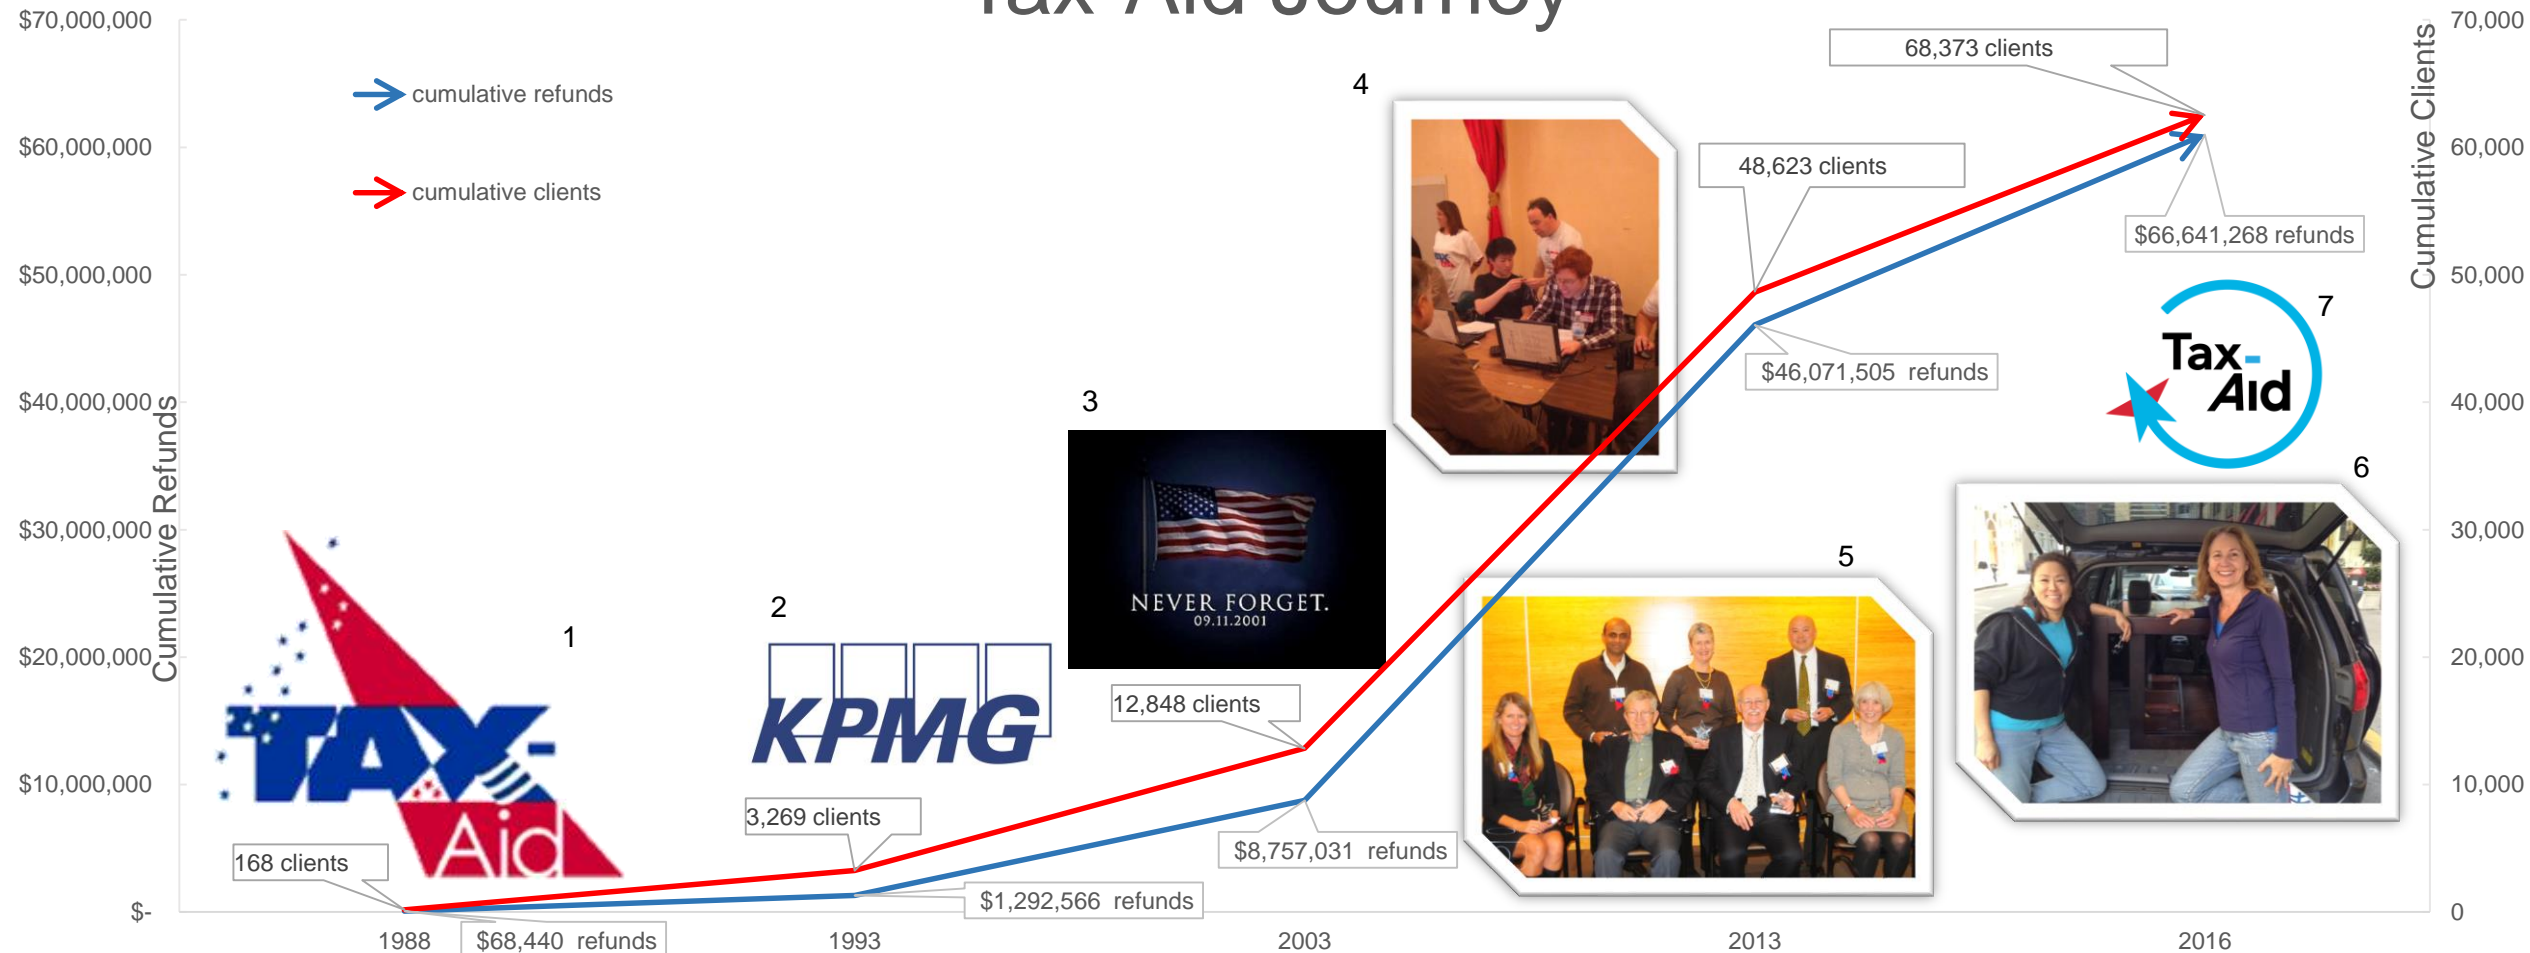 Tax-Aid Journey
$70,000,000
$60,000,000
$50,000,000
$40,000,000
$30,000,000
$20,000,000
$10,000,000
$-
Cumulative Refunds
cumulative refunds
cumulative clients
1
TAX-
Aid
168 clients
$68,440 refunds
2
KPMG
3,269 clients
$1,292,566 refunds
3
NEVER FORGET.
09.11.2001
12,848 clients
$8,757,031 refunds
4
5
48,623 clients
$46,071,505 refunds
68,373 clients
$66,641,268 refunds
7
Tax-
Aid
6
1988
1993
2003
2013
2016
70,000
60,000
50,000
40,000
30,000
20,000
10,000
0
Cumulative Clients